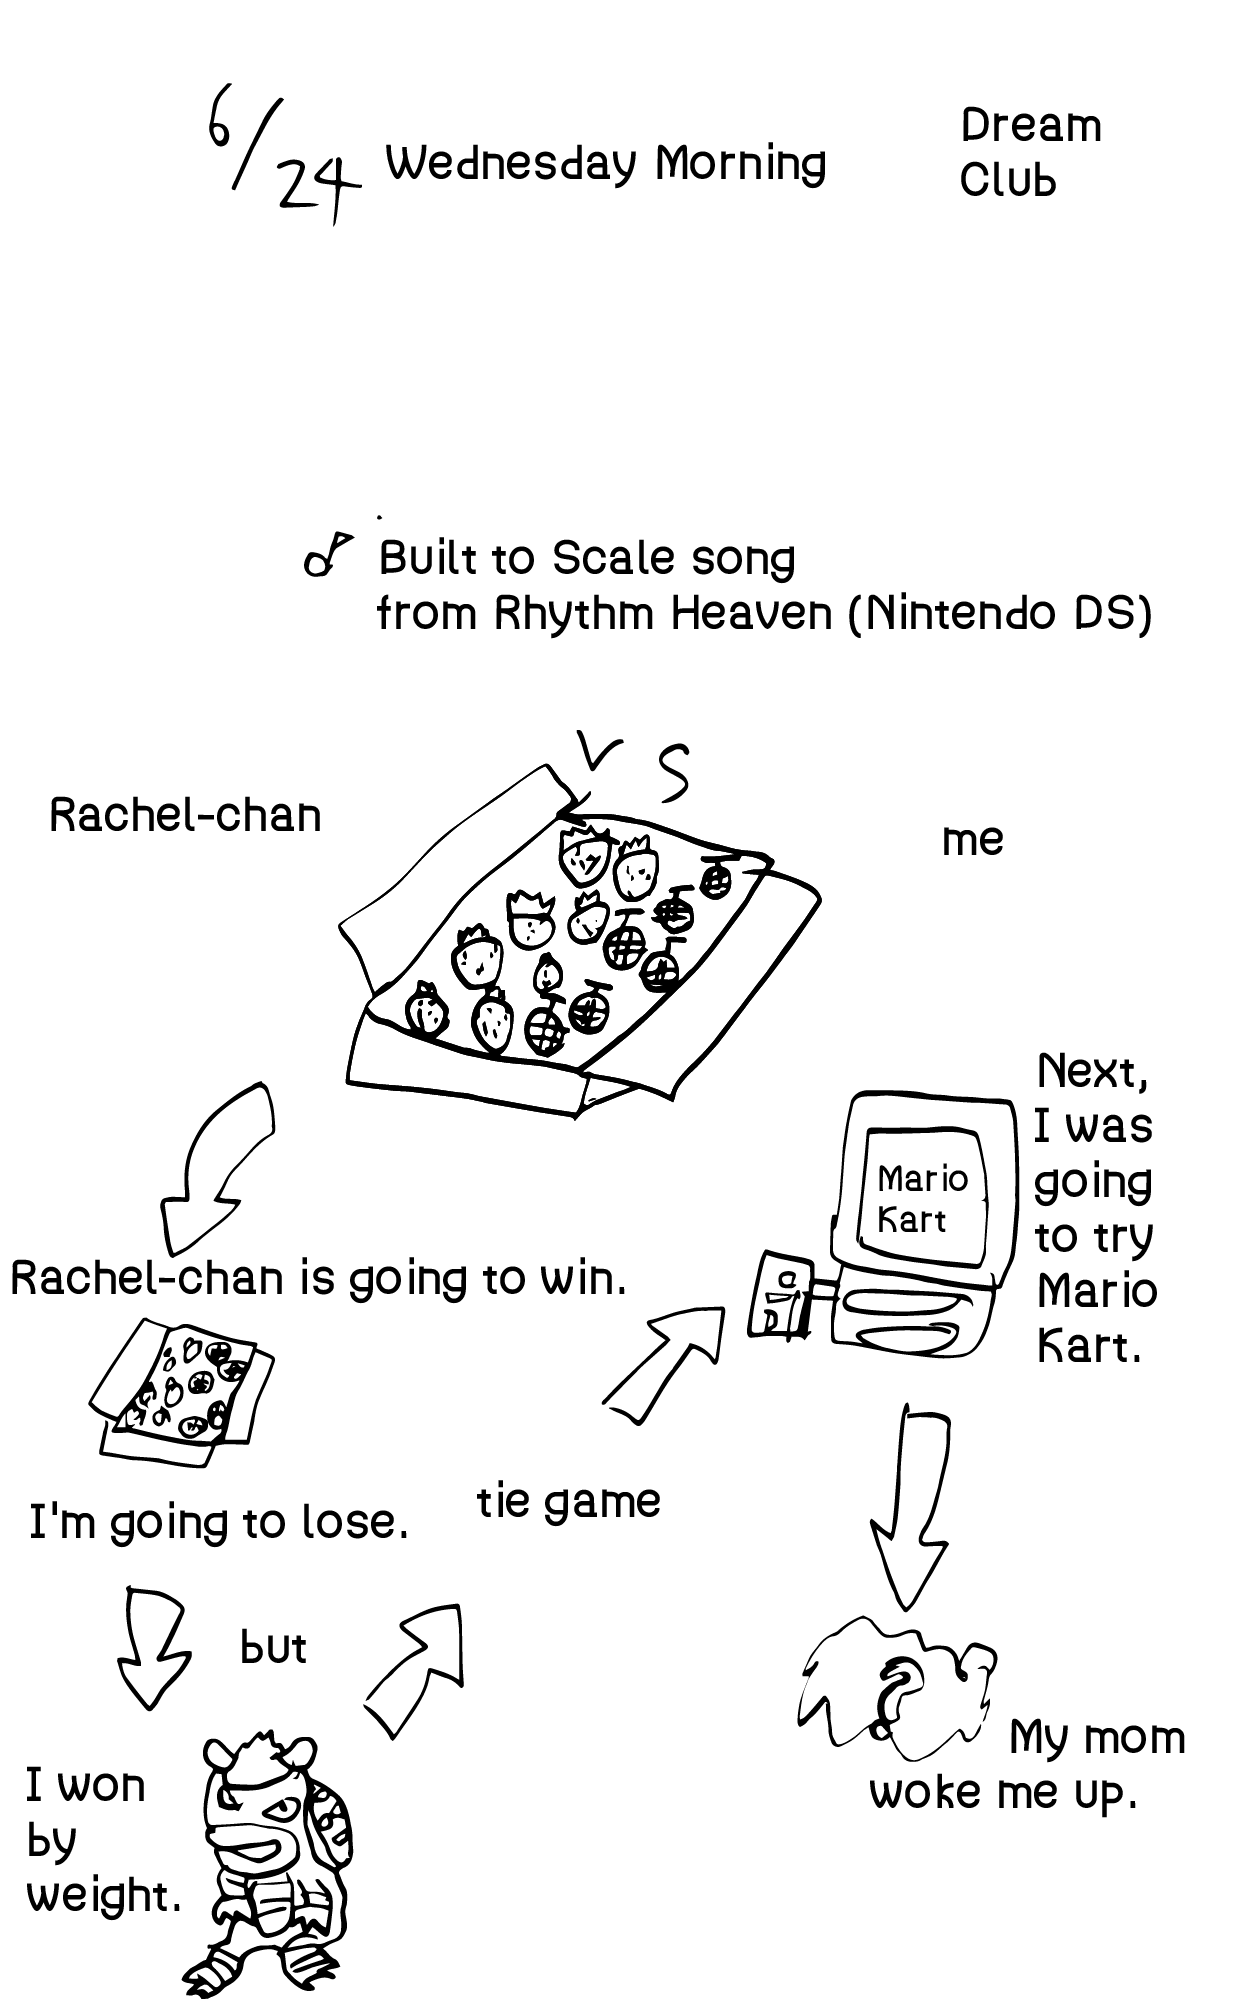 6/24 Wednesday Morning
Dream
Club
Built to Scale song
from Rhythm Heaven (Nintendo DS)
VS
Rachel-chan
me
Next,
I was
going
to try
Mario
Kart.
Mario
Kart
Rachel-chan is going to win.
I'm going to lose.
tie game
but
I won
by
weight.
?
My mom
woke me up.